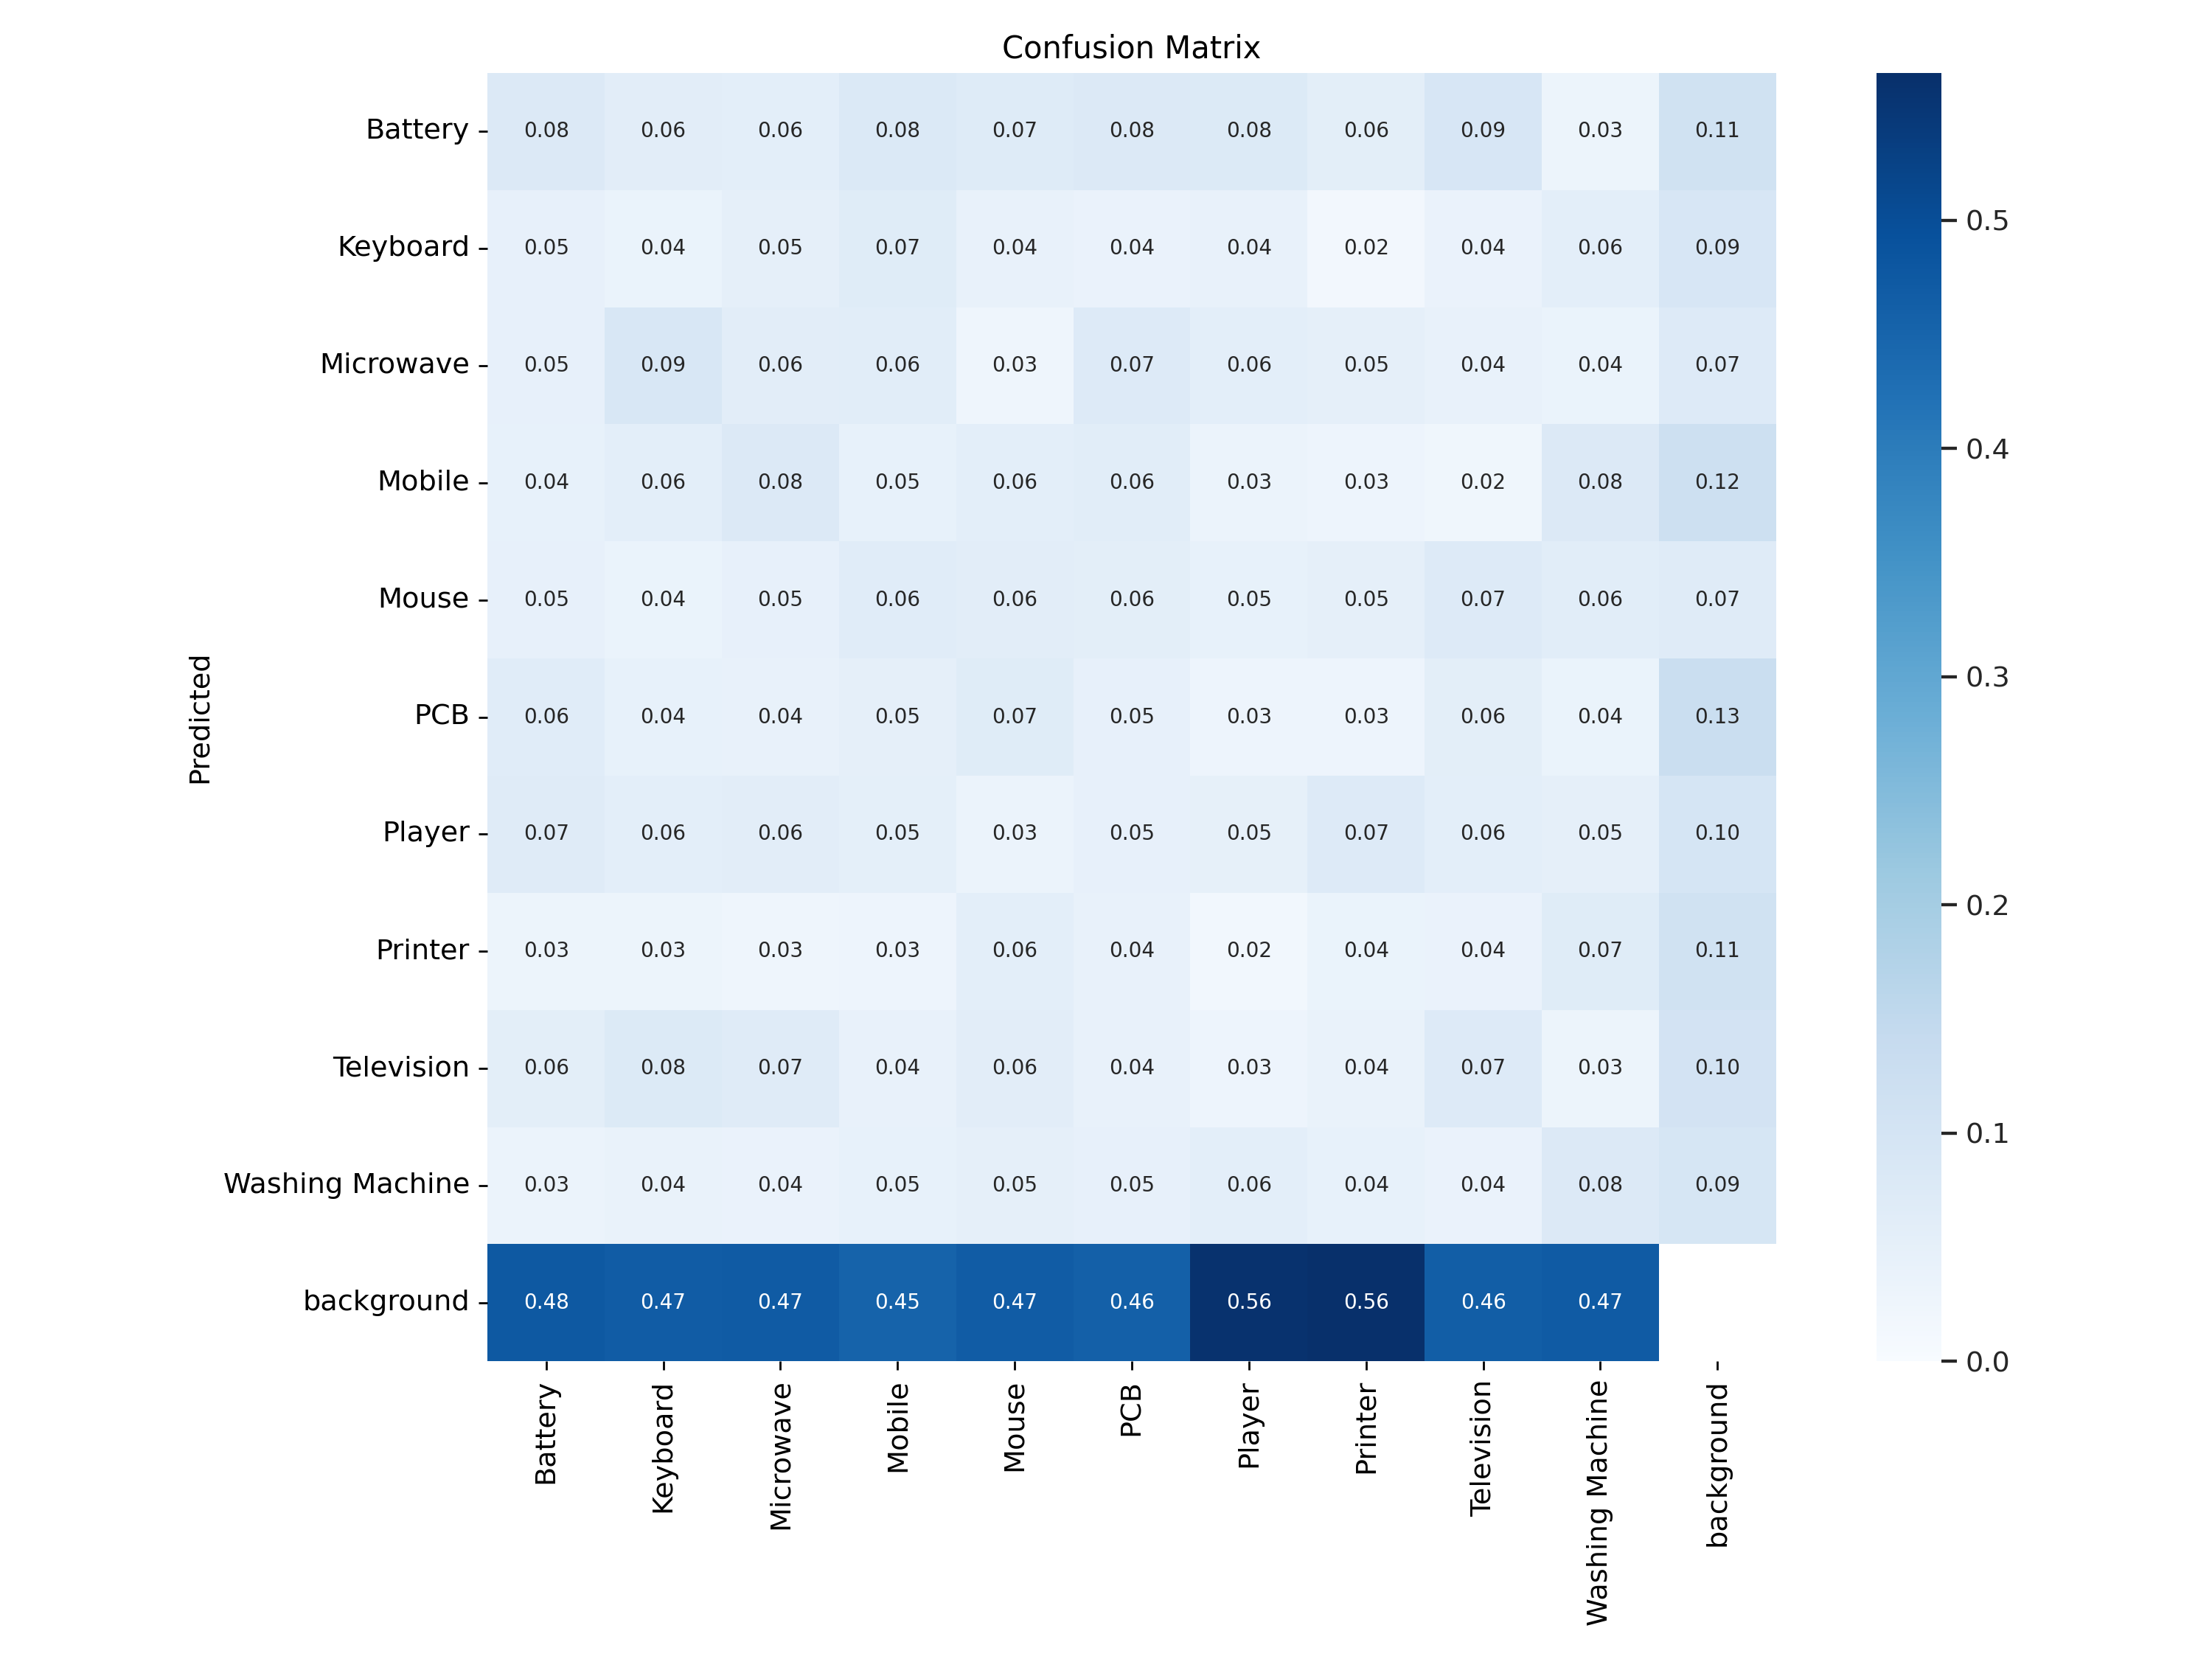 Confusion Matrix
Battery 0.08 0.06 0.06 0.08 0.07 0.08 0.08 0.06 0.09 0.03 0.11
Keyboard 0.05 0.04 0.05 0.07 0.04 0.04 0.04 0.02 0.04 0.06 0.09
Microwave 0.05 0.09 0.06 0.06 0.03 0.07 0.06 0.05 0.04 0.04 0.07
Mobile 0.04 0.06 0.08 0.05 0.06 0.06 0.03 0.03 0.02 0.08 0.12
Mouse 0.05 0.04 0.05 0.06 0.06 0.06 0.05 0.05 0.07 0.06 0.07
PCB 0.06 0.04 0.04 0.05 0.07 0.05 0.03 0.03 0.06 0.04 0.13
Player 0.07 0.06 0.06 0.05 0.03 0.05 0.05 0.07 0.06 0.05 0.10
Printer 0.03 0.03 0.03 0.03 0.06 0.04 0.02 0.04 0.04 0.07 0.11
Television 0.06 0.08 0.07 0.04 0.06 0.04 0.03 0.04 0.07 0.03 0.10
Washing Machine 0.03 0.04 0.04 0.05 0.05 0.05 0.06 0.04 0.04 0.08 0.09
background 0.48 0.47 0.47 0.45 0.47 0.46 0.56 0.56 0.46 0.47
Predicted
Battery
Keyboard
Microwave
Mobile
Mouse
PCB
Player
Printer
Television
Washing Machine
background
0.5
0.4
0.3
0.2
0.1
0.0